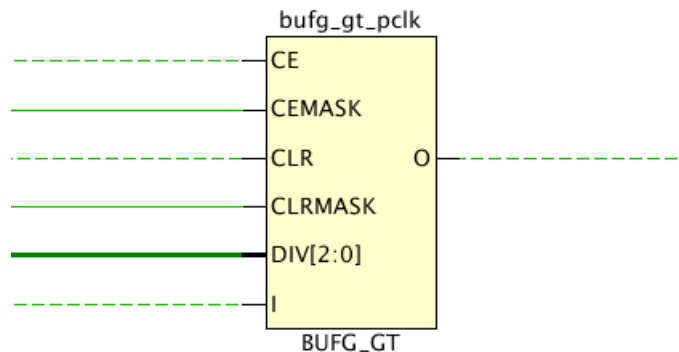 bufg_gt_pclk
CE
CEMASK
CLR
O
CLRMASK
DIV[2:0]
I
BUFG_GT